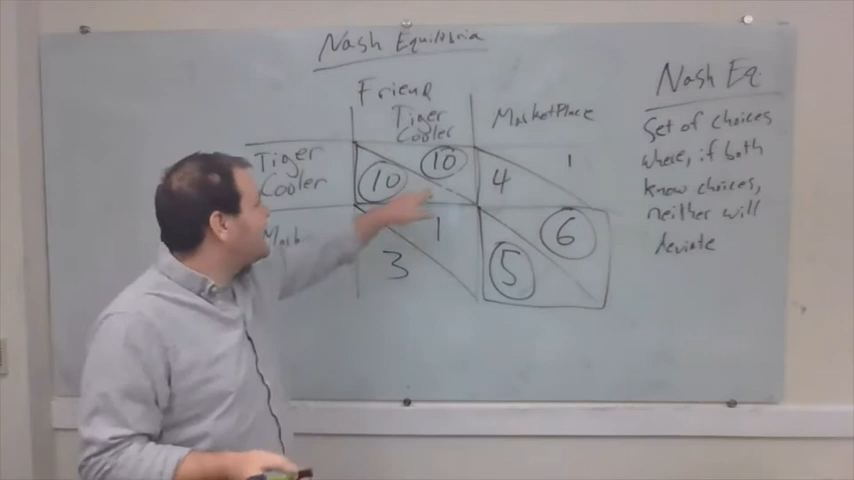 Nash Equilibria
Friend
Tiger
Cooler
MarketPlace
Tiger
Cooler
10
10
4
1
3
1
5
6
Nash Eq.
Set of choices
where, if both
know choices,
neither will
deviate